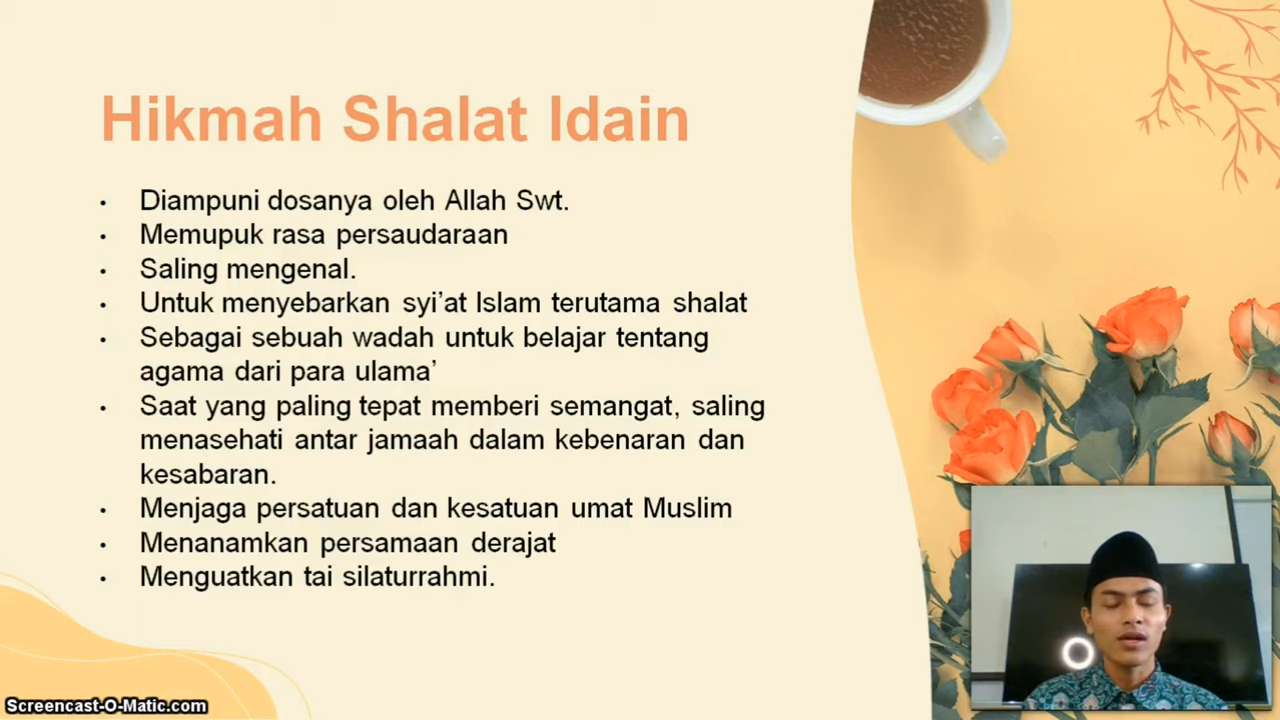 Hikmah Shalat Idain
• Diampuni dosanya oleh Allah Swt.
• Memupuk rasa persaudaraan
• Saling mengenal.
• Untuk menyebarkan syi’at Islam terutama shalat
• Sebagai sebuah wadah untuk belajar tentang
agama dari para ulama’
• Saat yang paling tepat memberi semangat, saling
menasehati antar jamaah dalam kebenaran dan
kesabaran.
• Menjaga persatuan dan kesatuan umat Muslim
• Menanamkan persamaan derajat
• Menguatkan tai silaturrahmi.
Screencast-O-Matic.com